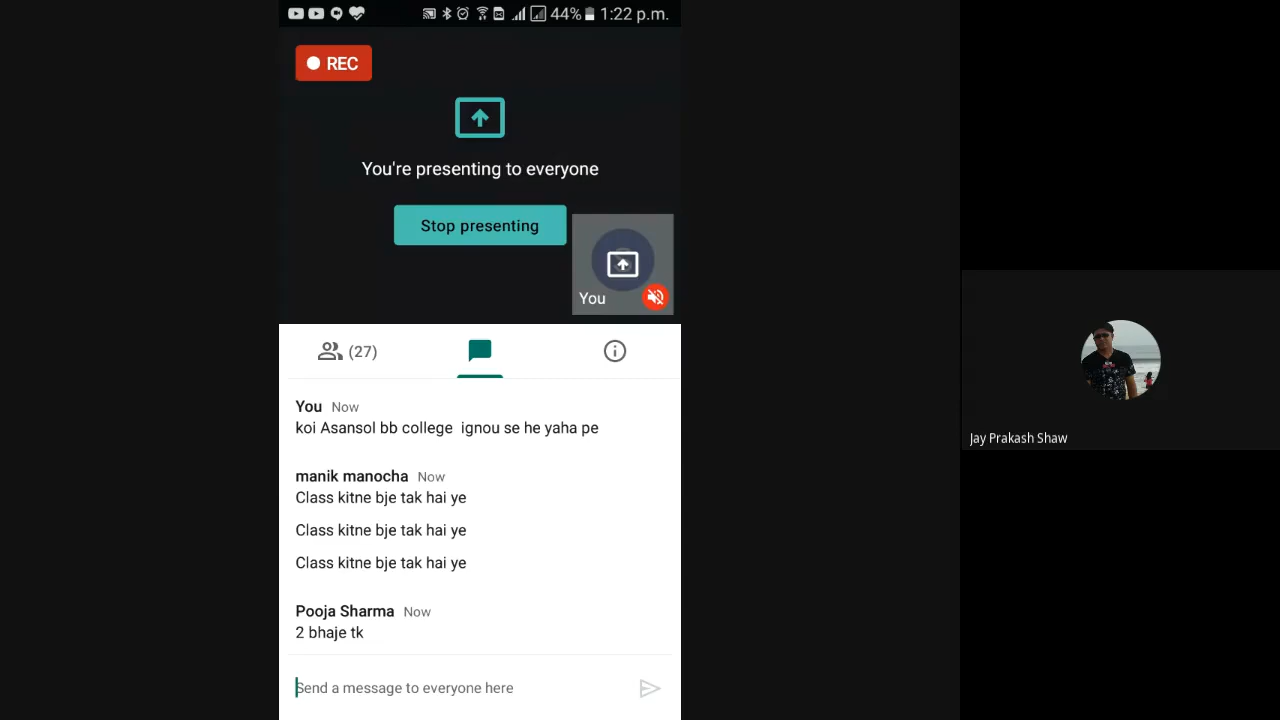 44% 1:22 p.m.
REC
You're presenting to everyone
Stop presenting
You
(27)
You Now
koi Asansol bb college ignou se he yaha pe
manik manocha Now
Class kitne bje tak hai ye
Class kitne bje tak hai ye
Class kitne bje tak hai ye
Pooja Sharma Now
2 bhaje tk
Send a message to everyone here
Jay Prakash Shaw